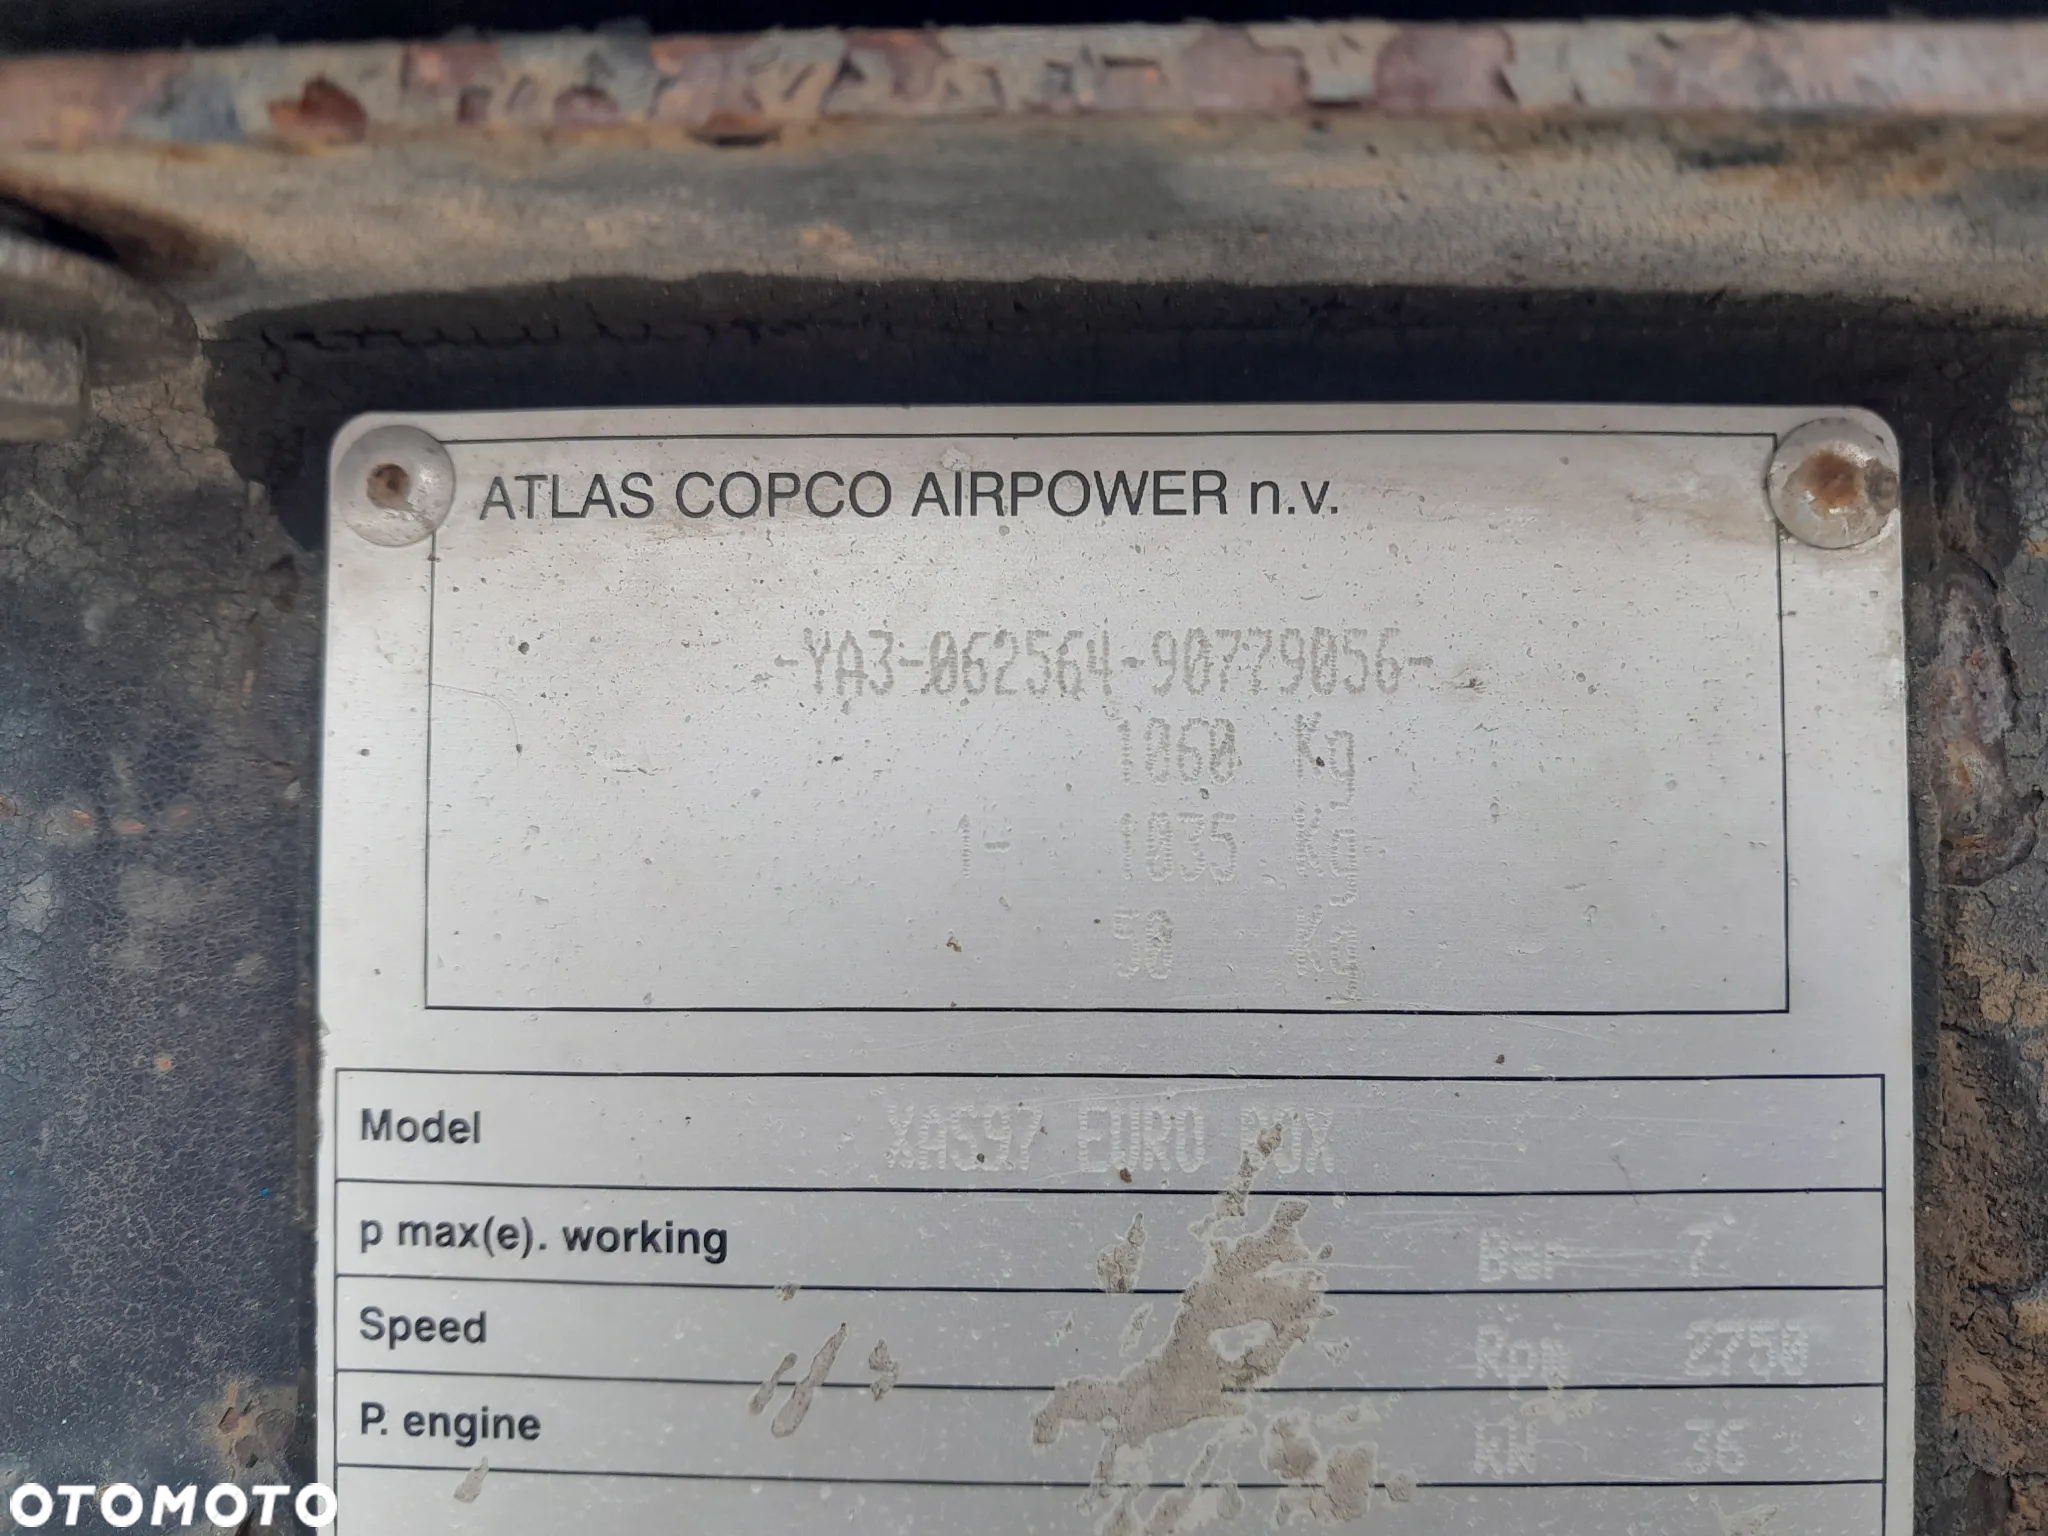 ATLAS COPCO AIRPOWER n.v.
-YA3-062564-90779056-
1060 Kg
1- 1035 Kg
50 Kg
Model XAS97 EURO BOX
p max(e). working Bar 7
Speed Rpm 2750
P. engine KW 36
OTOMOTO